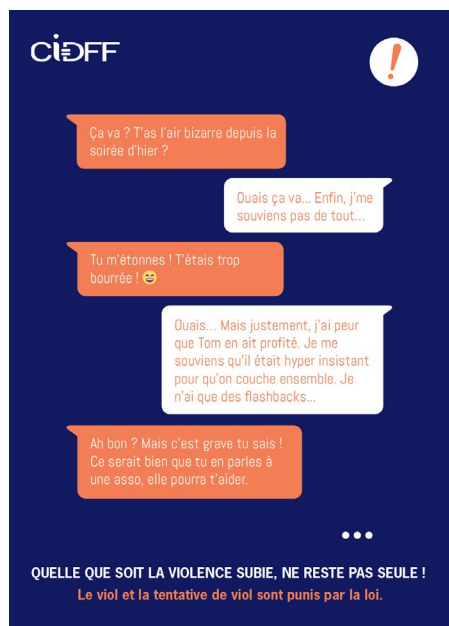 CIDFF
!
Ça va ? T'as l'air bizarre depuis la
soirée d'hier ?
Ouais ça va... Enfin, j'me
souviens pas de tout...
Tu m'étonnes ! T'étais trop
bourrée ! 😄
Ouais... Mais justement, j'ai peur
que Tom en ait profité. Je me
souviens qu'il était hyper insistant
pour qu'on couche ensemble. Je
n'ai que des flashbacks...
Ah bon ? Mais c'est grave tu sais !
Ce serait bien que tu en parles à
une asso, elle pourra t'aider.
...
QUELLE QUE SOIT LA VIOLENCE SUBIE, NE RESTE PAS SEULE !
Le viol et la tentative de viol sont punis par la loi.